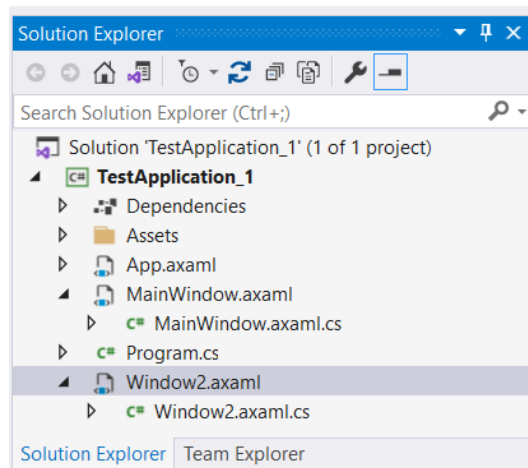 Solution Explorer
Search Solution Explorer (Ctrl+;)
Solution 'TestApplication_1' (1 of 1 project)
C# TestApplication_1
Dependencies
Assets
App.axaml
MainWindow.axaml
C# MainWindow.axaml.cs
C# Program.cs
Window2.axaml
C# Window2.axaml.cs
Solution Explorer Team Explorer